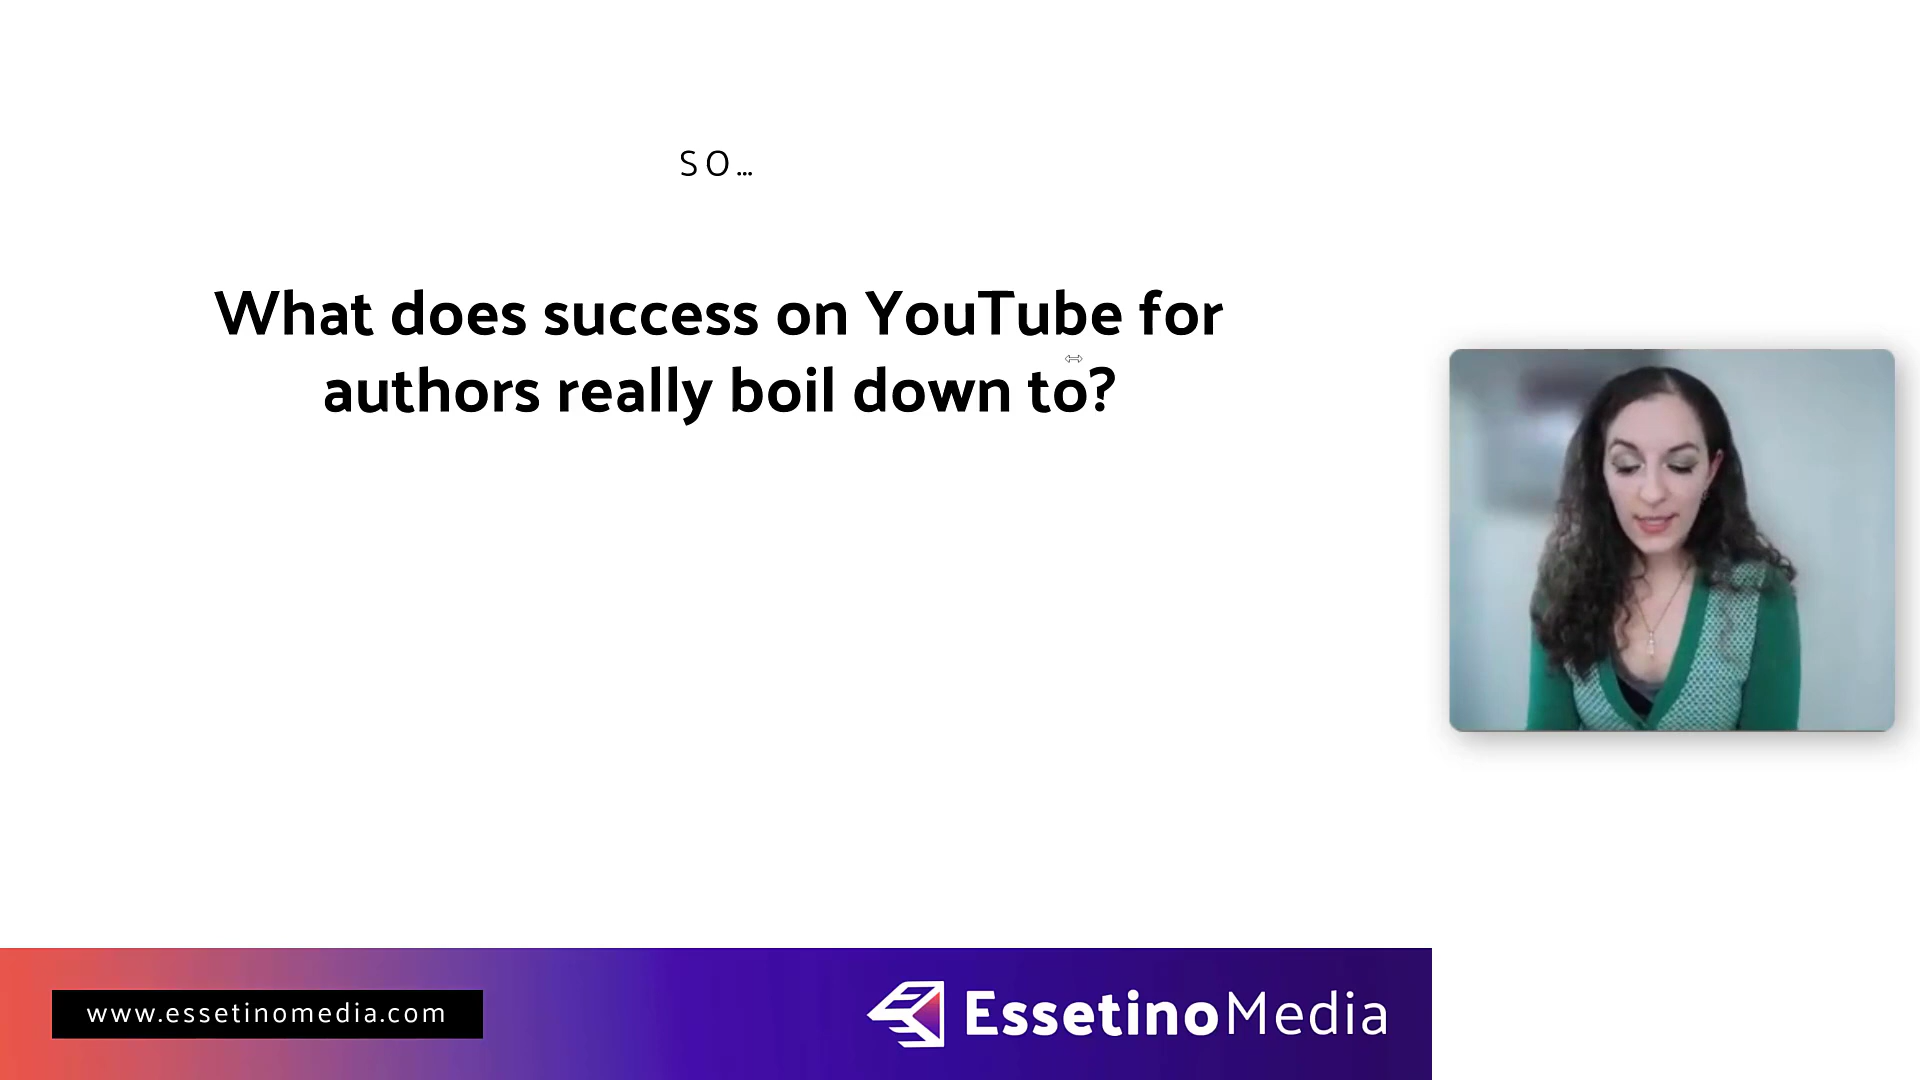 SO…
What does success on YouTube for
authors really boil down to?
www.essetinomedia.com
EssetinoMedia